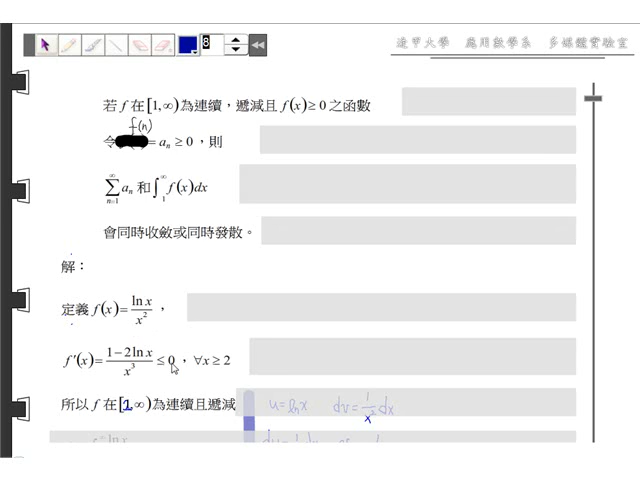 8
逢甲大學 應用數學系 多媒體實驗室
若 f 在 [1,∞) 為連續，遞減且 f(x) ≥ 0 之函數
f(n)
令 = aₙ ≥ 0，則
∑_{n=1}^{∞} aₙ 和 ∫_1^∞ f(x)dx
會同時收斂或同時發散。
解：
定義 f(x) = ln x / x²，
f′(x) = (1−2ln x) / x³ ≤ 0，∀x ≥ 2
所以 f 在 [1,∞) 為連續且遞減 u = ln x dv = 1/x² dx